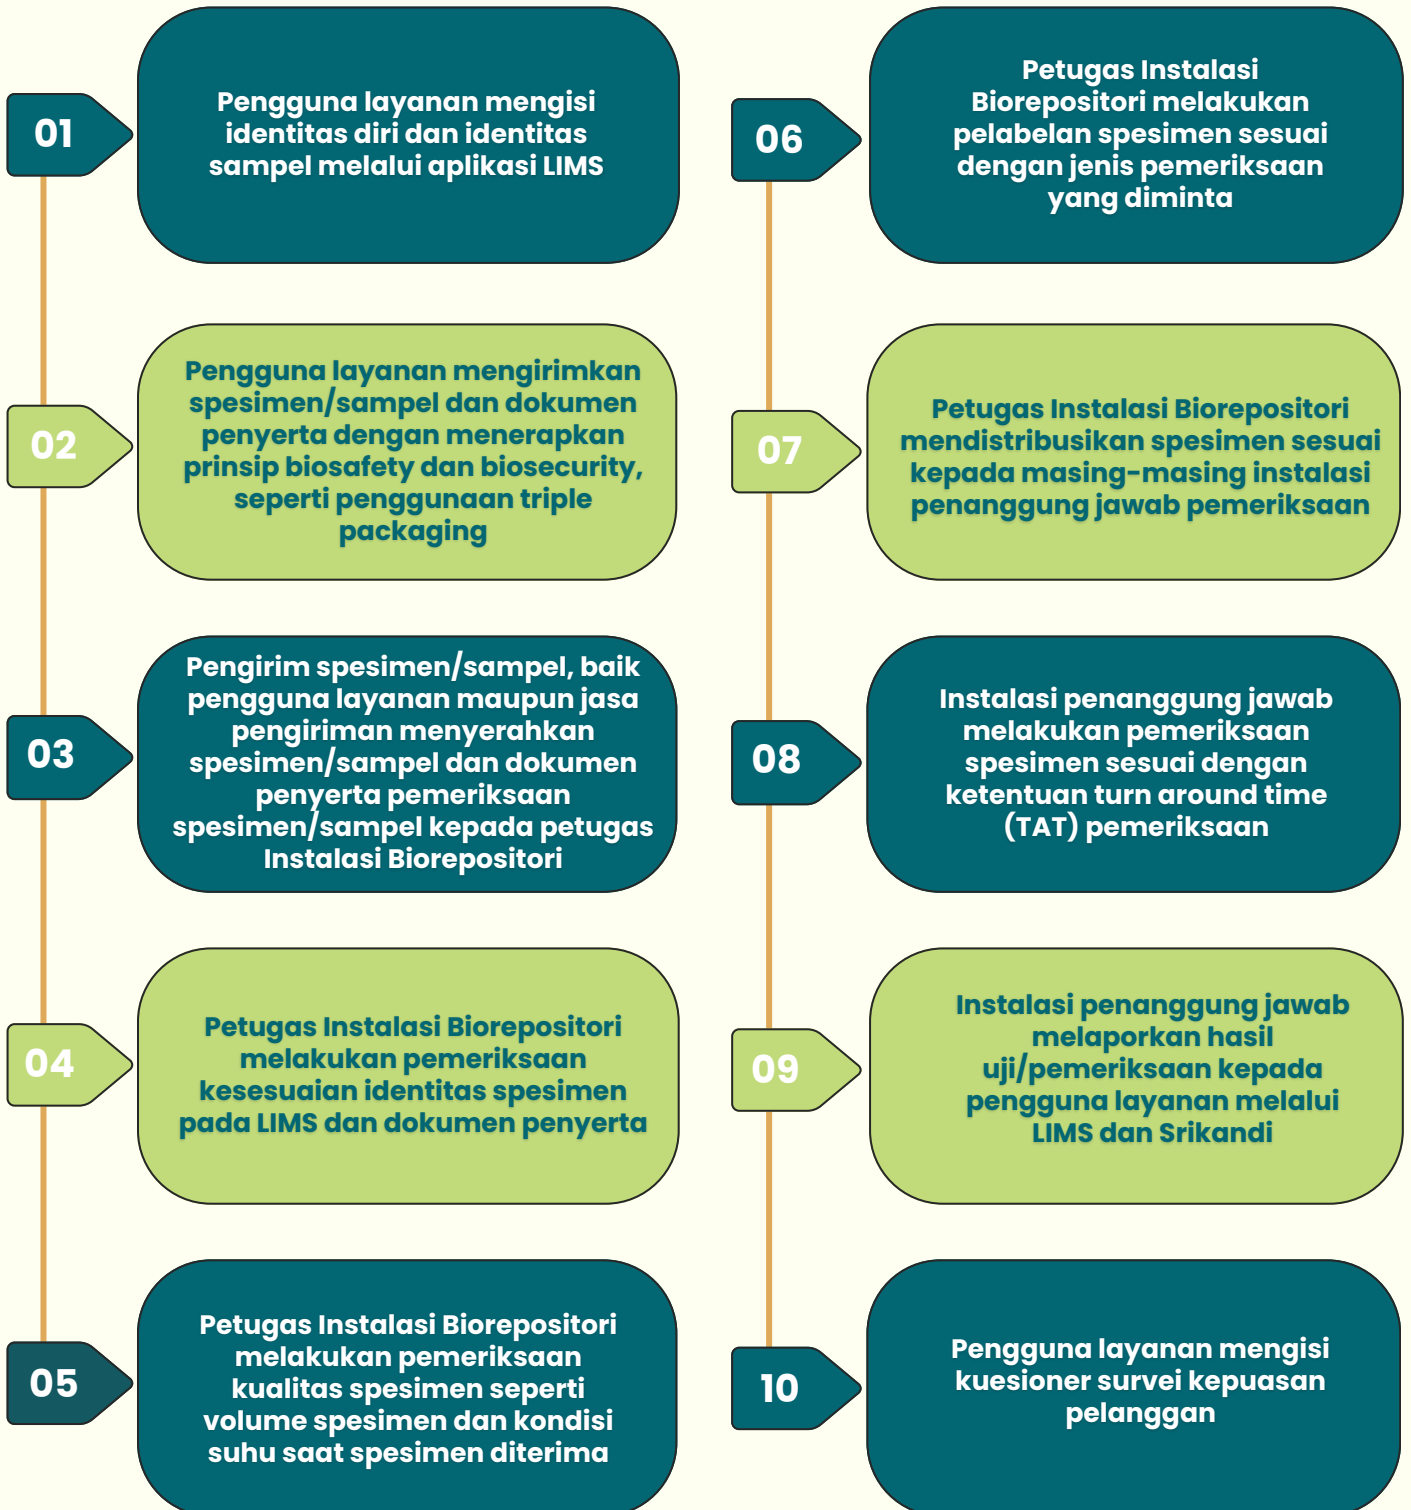 01
Pengguna layanan mengisi
identitas diri dan identitas
sampel melalui aplikasi LIMS
02
Pengguna layanan mengirimkan
spesimen/sampel dan dokumen
penyerta dengan menerapkan
prinsip biosafety dan biosecurity,
seperti penggunaan triple
packaging
03
Pengirim spesimen/sampel, baik
pengguna layanan maupun jasa
pengiriman menyerahkan
spesimen/sampel dan dokumen
penyerta pemeriksaan
spesimen/sampel kepada petugas
Instalasi Biorepositori
04
Petugas Instalasi Biorepositori
melakukan pemeriksaan
kesesuaian identitas spesimen
pada LIMS dan dokumen penyerta
05
Petugas Instalasi Biorepositori
melakukan pemeriksaan
kualitas spesimen seperti
volume spesimen dan kondisi
suhu saat spesimen diterima
06
Petugas Instalasi
Biorepositori melakukan
pelabelan spesimen sesuai
dengan jenis pemeriksaan
yang diminta
07
Petugas Instalasi Biorepositori
mendistribusikan spesimen sesuai
kepada masing-masing instalasi
penanggung jawab pemeriksaan
08
Instalasi penanggung jawab
melakukan pemeriksaan
spesimen sesuai dengan
ketentuan turn around time
(TAT) pemeriksaan
09
Instalasi penanggung jawab
melaporkan hasil
uji/pemeriksaan kepada
pengguna layanan melalui
LIMS dan Srikandi
10
Pengguna layanan mengisi
kuesioner survei kepuasan
pelanggan